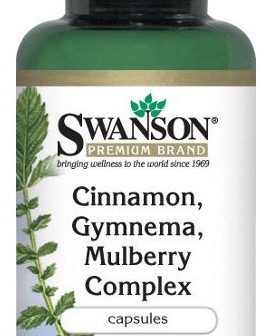 SWANSON®
PREMIUM BRAND
bringing wellness to the world since 1969
Cinnamon,
Gymnema,
Mulberry
Complex
capsules